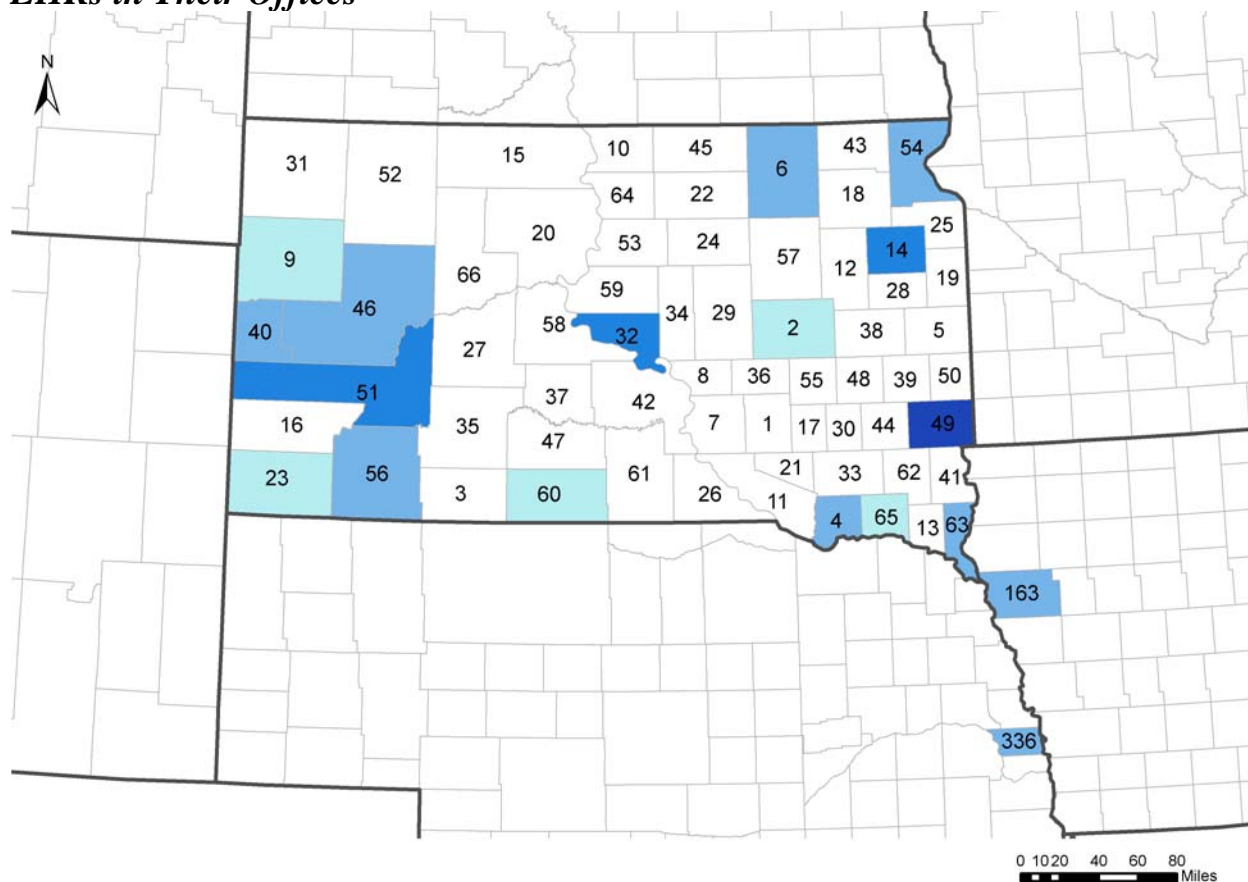 EHRs in Their Offices
N
31 52 15 10 45 6 43 54
64 22 18
20 53 24 57 14 25
9 66 12 19
59 28
46 40 58 32 34 29 2 38 5
27
51 37 42 8 36 55 48 39 50
16 35 47 7 1 17 30 44 49
23 56 3 60 61 26 21 33 62 41
11 4 65 13 63
163
336
0 10 20 40 60 80
Miles